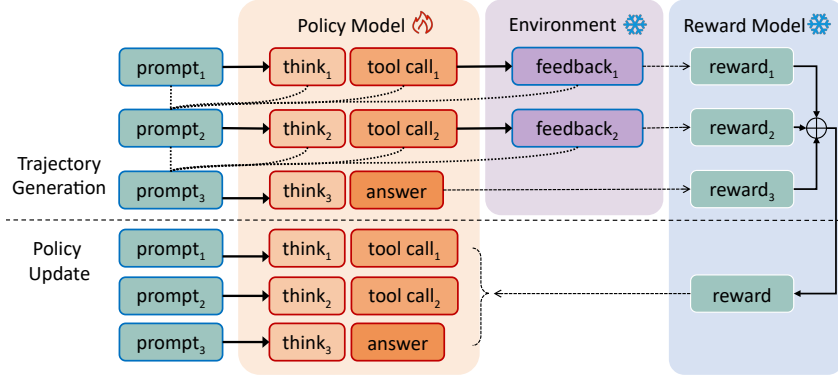 Policy Model Environment Reward Model
prompt₁ think₁ tool call₁ feedback₁ reward₁
prompt₂ think₂ tool call₂ feedback₂ reward₂
Trajectory
Generation
prompt₃ think₃ answer reward₃
Policy
Update
prompt₁ think₁ tool call₁
prompt₂ think₂ tool call₂ reward
prompt₃ think₃ answer